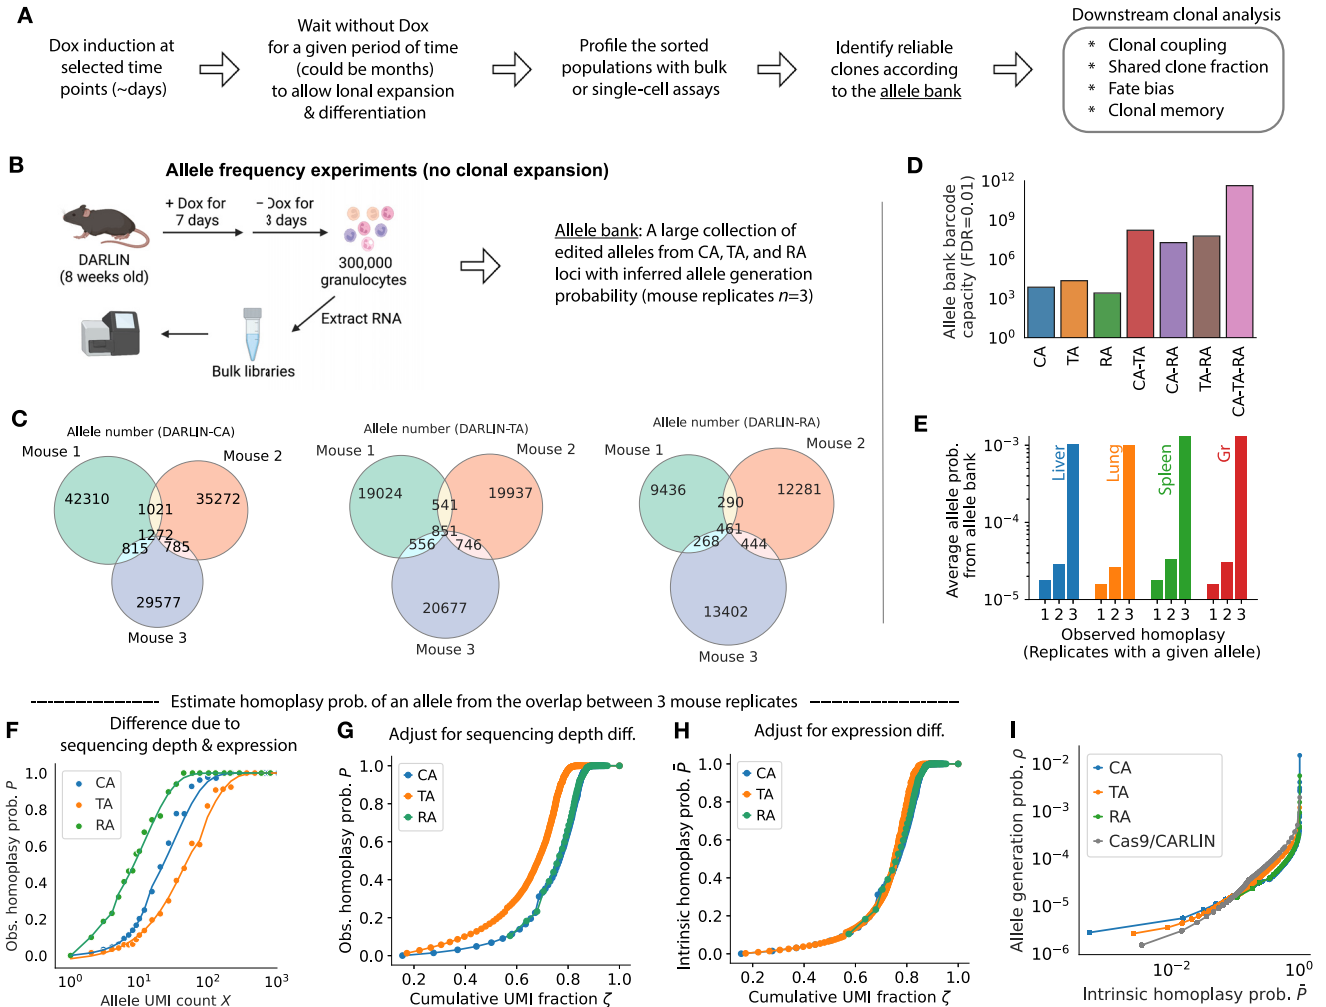 A
Dox induction at
selected time
points (~days)
Wait without Dox
for a given period of time
(could be months)
to allow lonal expansion
& differentiation
Profile the sorted
populations with bulk
or single-cell assays
Identify reliable
clones according
to the allele bank
Downstream clonal analysis
* Clonal coupling
* Shared clone fraction
* Fate bias
* Clonal memory
B
Allele frequency experiments (no clonal expansion)
DARLIN
(8 weeks old)
+ Dox for
7 days
− Dox for
3 days
300,000
granulocytes
Extract RNA
Bulk libraries
Allele bank: A large collection of
edited alleles from CA, TA, and RA
loci with inferred allele generation
probability (mouse replicates n=3)
C
Allele number (DARLIN-CA)
Mouse 1
Mouse 2
42310
35272
1021
1272
815
785
29577
Mouse 3
Allele number (DARLIN-TA)
Mouse 1
Mouse 2
19024
19937
541
851
556
746
20677
Mouse 3
Allele number (DARLIN-RA)
Mouse 1
Mouse 2
9436
12281
290
461
268
444
13402
Mouse 3
D
Allele bank barcode
capacity (FDR=0.01)
10^12
10^9
10^6
10^3
10^0
CA
TA
RA
CA-TA
CA-RA
TA-RA
CA-TA-RA
E
Average allele prob.
from allele bank
10^−3
10^−4
10^−5
Liver
Lung
Spleen
Gr
1 2 3
1 2 3
1 2 3
1 2 3
Observed homoplasy
(Replicates with a given allele)
Estimate homoplasy prob. of an allele from the overlap between 3 mouse replicates
F
Difference due to
sequencing depth & expression
Obs. homoplasy prob. P
1.0
0.8
0.6
0.4
0.2
0.0
CA
TA
RA
10^0 10^1 10^2 10^3
Allele UMI count X
G
Adjust for sequencing depth diff.
Obs. homoplasy prob. P
1.0
0.8
0.6
0.4
0.2
0.0
CA
TA
RA
0.2 0.4 0.6 0.8 1.0
Cumulative UMI fraction ζ
H
Adjust for expression diff.
Intrinsic homoplasy prob. P̄
1.0
0.8
0.6
0.4
0.2
0.0
CA
TA
RA
0.2 0.4 0.6 0.8 1.0
Cumulative UMI fraction ζ
I
Allele generation prob. ρ
10^−2
10^−3
10^−4
10^−5
10^−6
CA
TA
RA
Cas9/CARLIN
10^−2 10^0
Intrinsic homoplasy prob. P̄